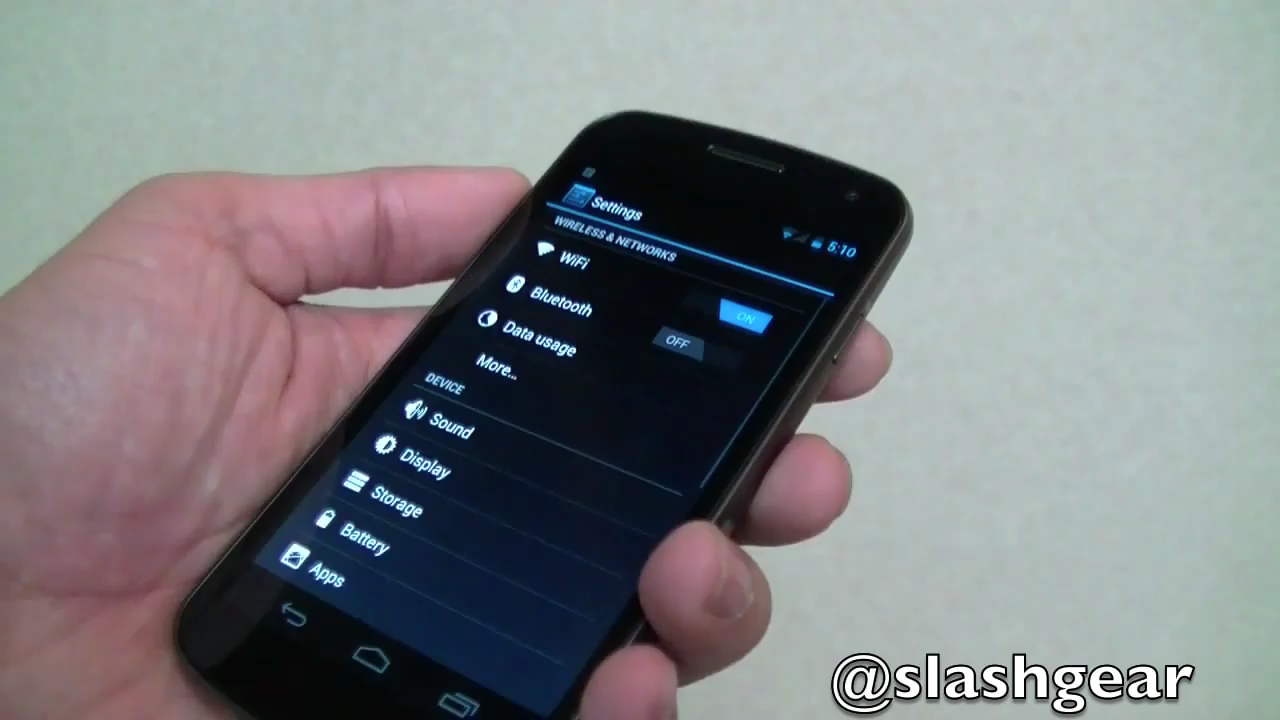 Settings
5:10
WIRELESS & NETWORKS
WiFi ON
Bluetooth OFF
Data usage
More...
DEVICE
Sound
Display
Storage
Battery
Apps
@slashgear